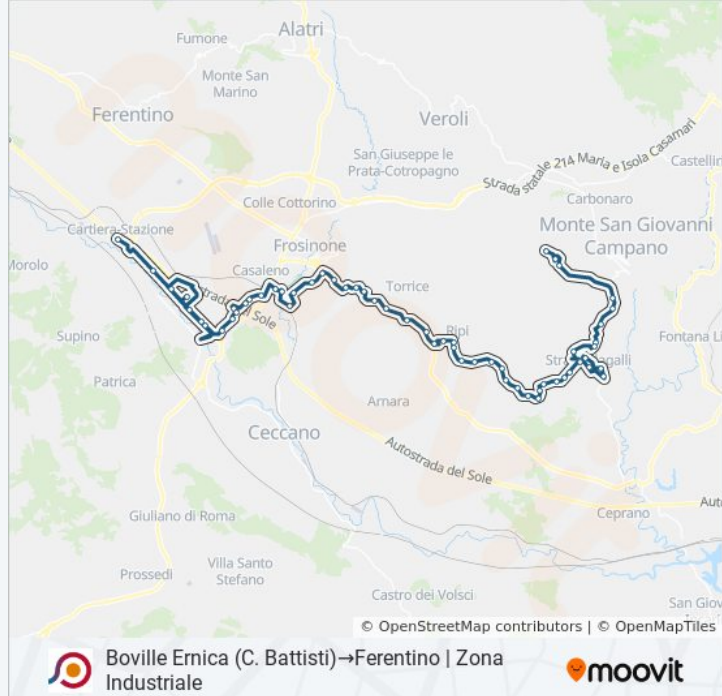 Fumone
Alatri
Monte San
Marino
Ferentino
Veroli
San Giuseppe le
Prata-Cotropagno
Strada statale 214 Maria e Isola Casamari
Castellin
Colle Cottorino
Carbonaro
Cartiera-Stazione
Monte San Giovanni
Campano
Frosinone
Morolo
Casaleno
Torrice
Supino
Ripi
Fontana Li
Patrica
Arnara
Ceccano
Autostrada del Sole
Auto
Giuliano di Roma
Ceprano
Villa Santo
Stefano
Prossedi
Castro dei Volsci
San Giov
© OpenStreetMap contributors | © OpenMapTiles
Boville Ernica (C. Battisti)→Ferentino | Zona
Industriale
moovit